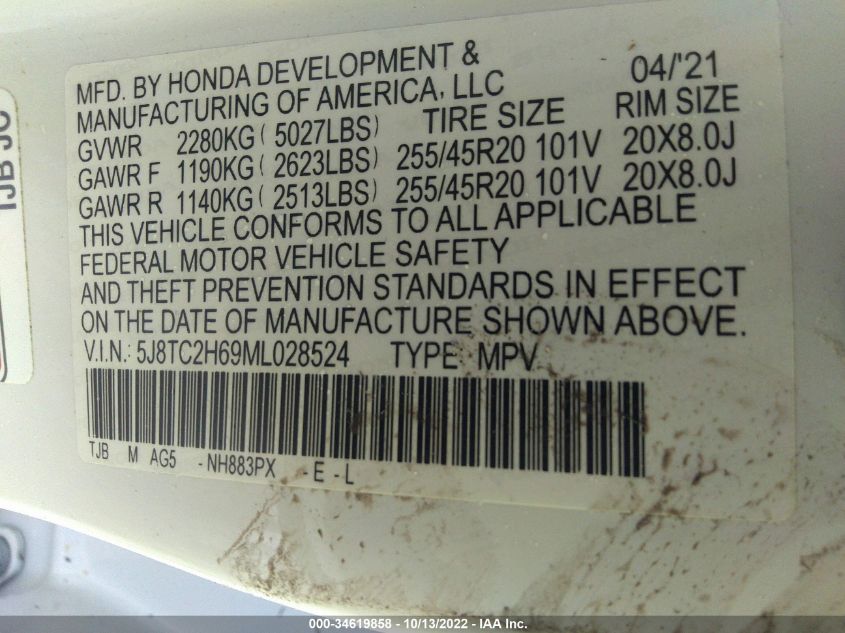 MFD. BY HONDA DEVELOPMENT &
MANUFACTURING OF AMERICA, LLC 04/'21
GVWR 2280KG ( 5027LBS) TIRE SIZE RIM SIZE
GAWR F 1190KG ( 2623LBS) 255/45R20 101V 20X8.0J
GAWR R 1140KG ( 2513LBS) 255/45R20 101V 20X8.0J
THIS VEHICLE CONFORMS TO ALL APPLICABLE
FEDERAL MOTOR VEHICLE SAFETY
AND THEFT PREVENTION STANDARDS IN EFFECT
ON THE DATE OF MANUFACTURE SHOWN ABOVE.
V.I.N.: 5J8TC2H69ML028524 TYPE: MPV
TJB M AG5 -NH883PX -E-L
000-34619858 - 10/13/2022 - IAA Inc.